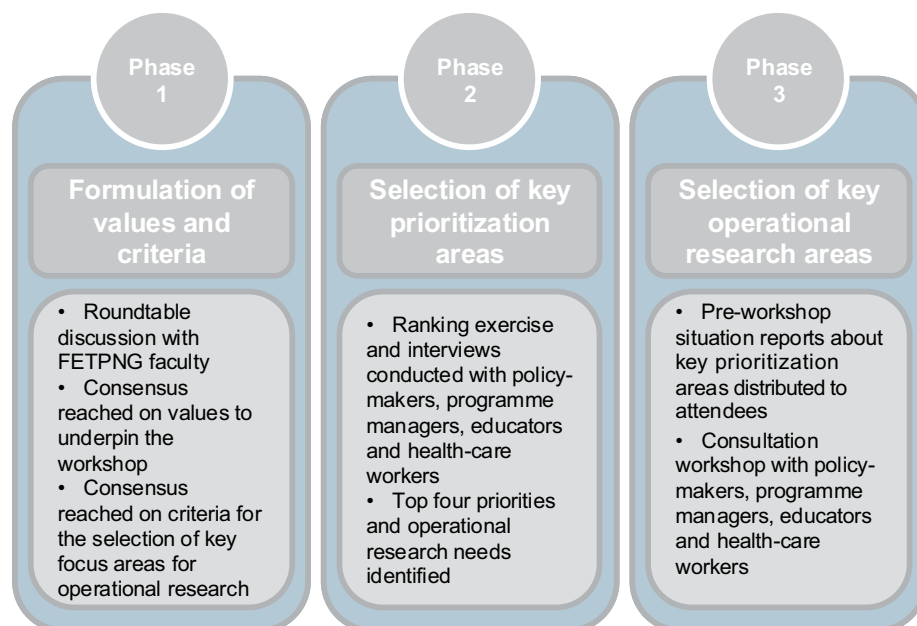 Phase
1
Formulation of
values and
criteria
• Roundtable
discussion with
FETPNG faculty
• Consensus
reached on values to
underpin the
workshop
• Consensus
reached on criteria for
the selection of key
focus areas for
operational research
Phase
2
Selection of key
prioritization
areas
• Ranking exercise
and interviews
conducted with policy-
makers, programme
managers, educators
and health-care
workers
• Top four priorities
and operational
research needs
identified
Phase
3
Selection of key
operational
research areas
• Pre-workshop
situation reports about
key prioritization
areas distributed to
attendees
• Consultation
workshop with policy-
makers, programme
managers, educators
and health-care
workers